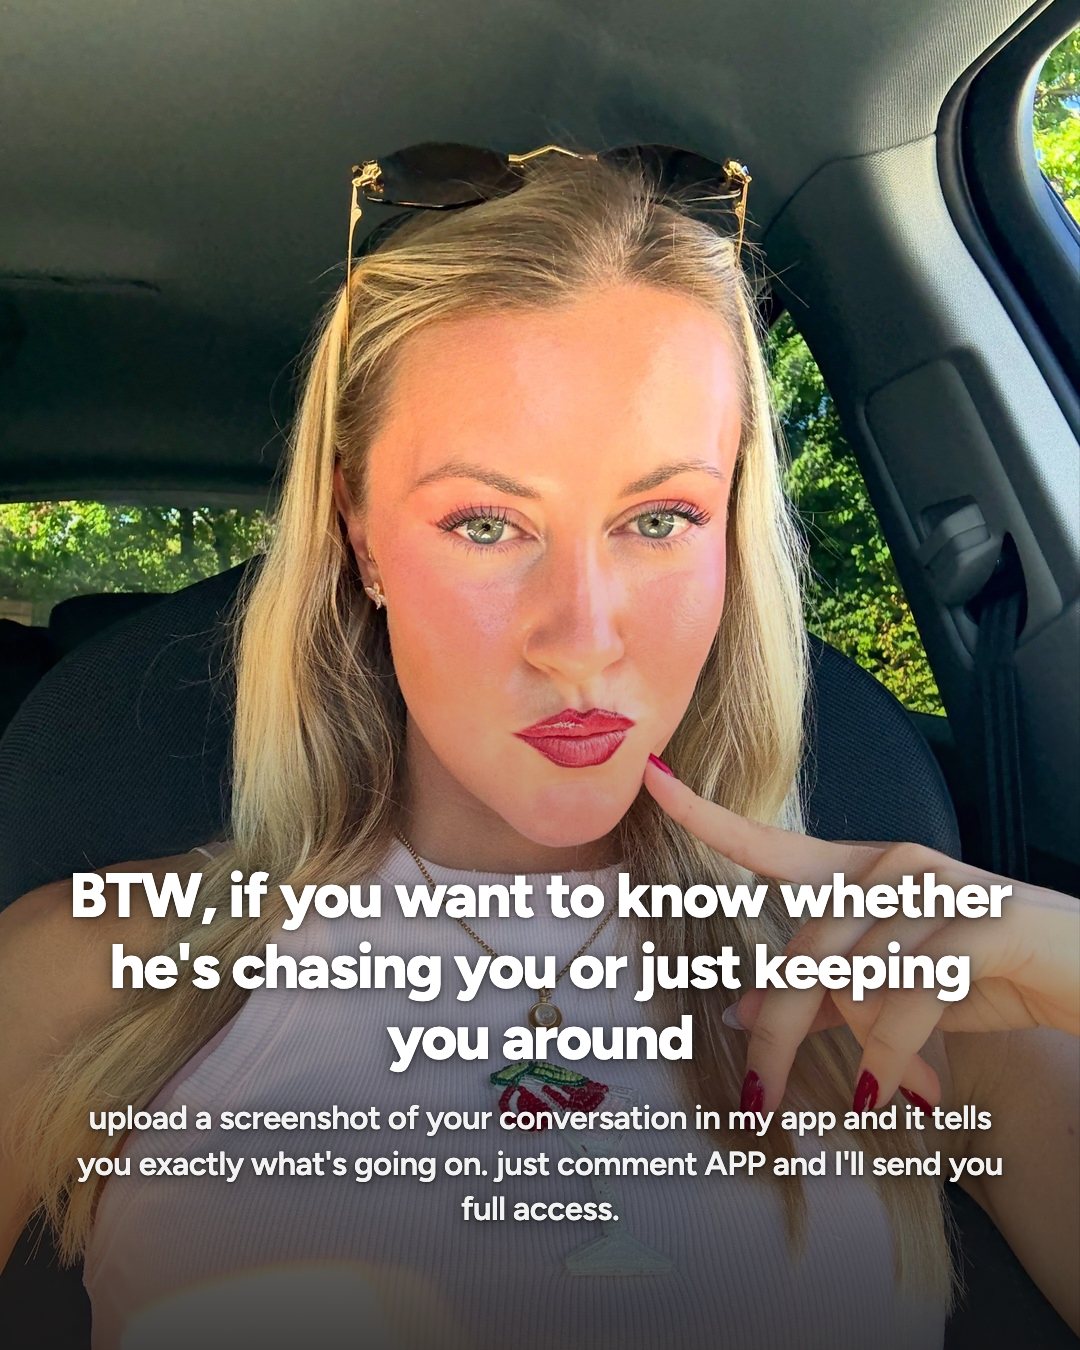 BTW, if you want to know whether
he's chasing you or just keeping
you around
upload a screenshot of your conversation in my app and it tells
you exactly what's going on. just comment APP and I'll send you
full access.